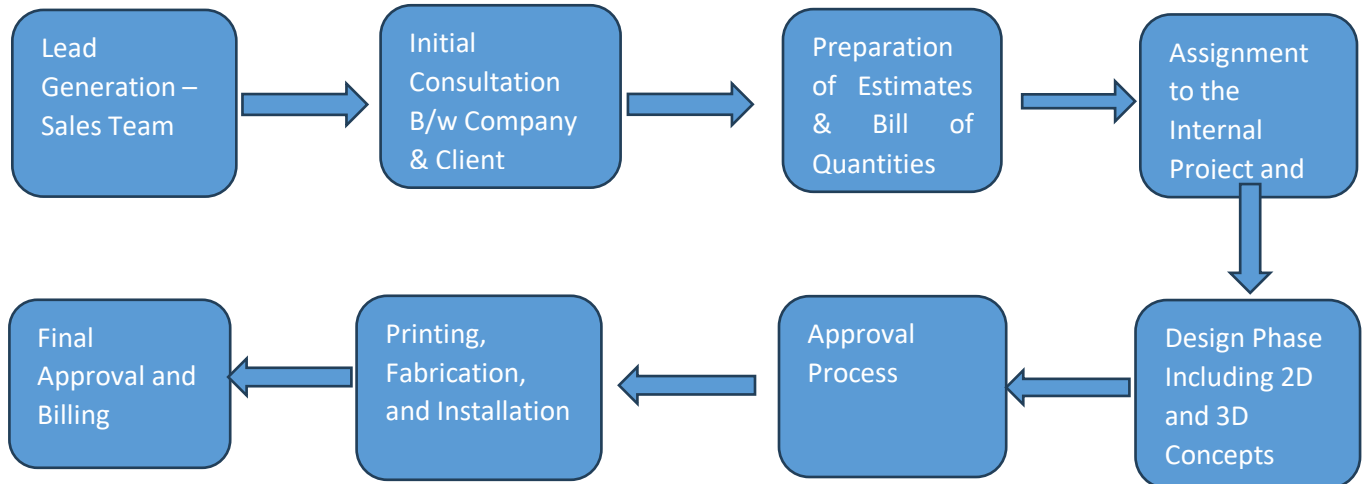 Lead
Generation –
Sales Team
Initial
Consultation
B/w Company
& Client
Preparation
of Estimates
& Bill of
Quantities
Assignment
to the
Internal
Project and
Design Phase
Including 2D
and 3D
Concepts
Approval
Process
Printing,
Fabrication,
and Installation
Final
Approval and
Billing